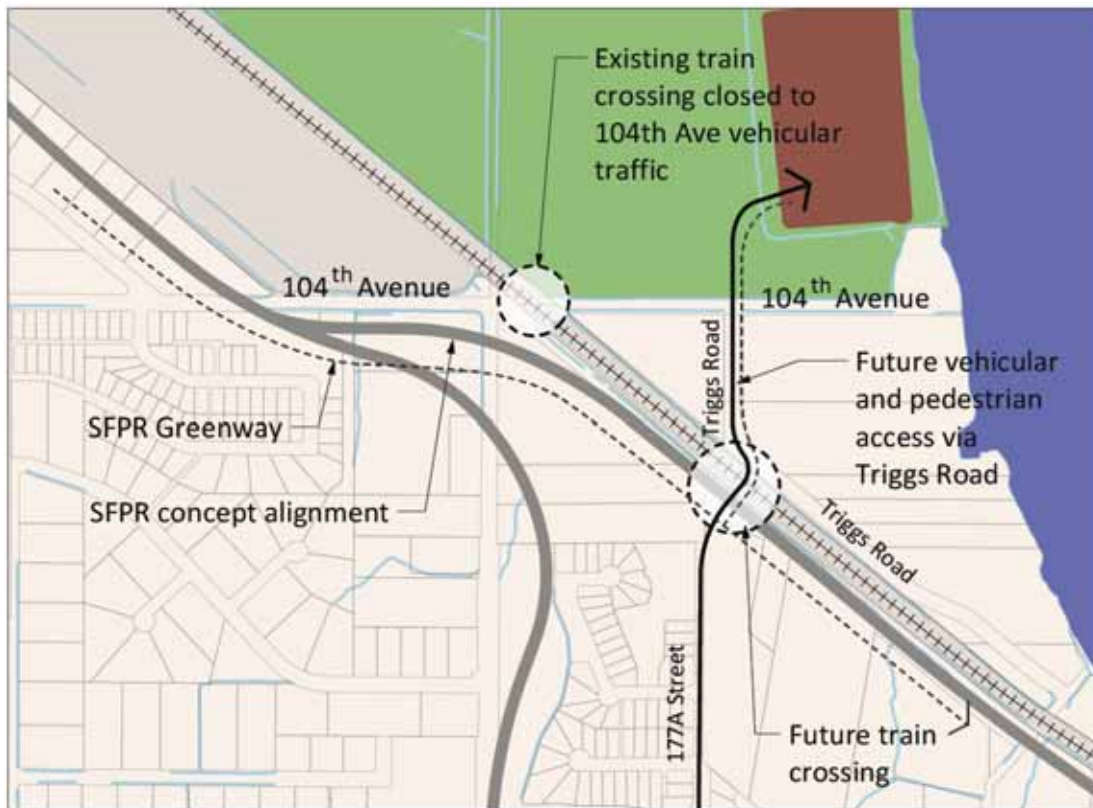 Existing train
crossing closed to
104th Ave vehicular
traffic
104th Avenue
104th Avenue
Triggs Road
Future vehicular
and pedestrian
access via
Triggs Road
SFPR Greenway
SFPR concept alignment
Triggs Road
177A Street
Future train
crossing